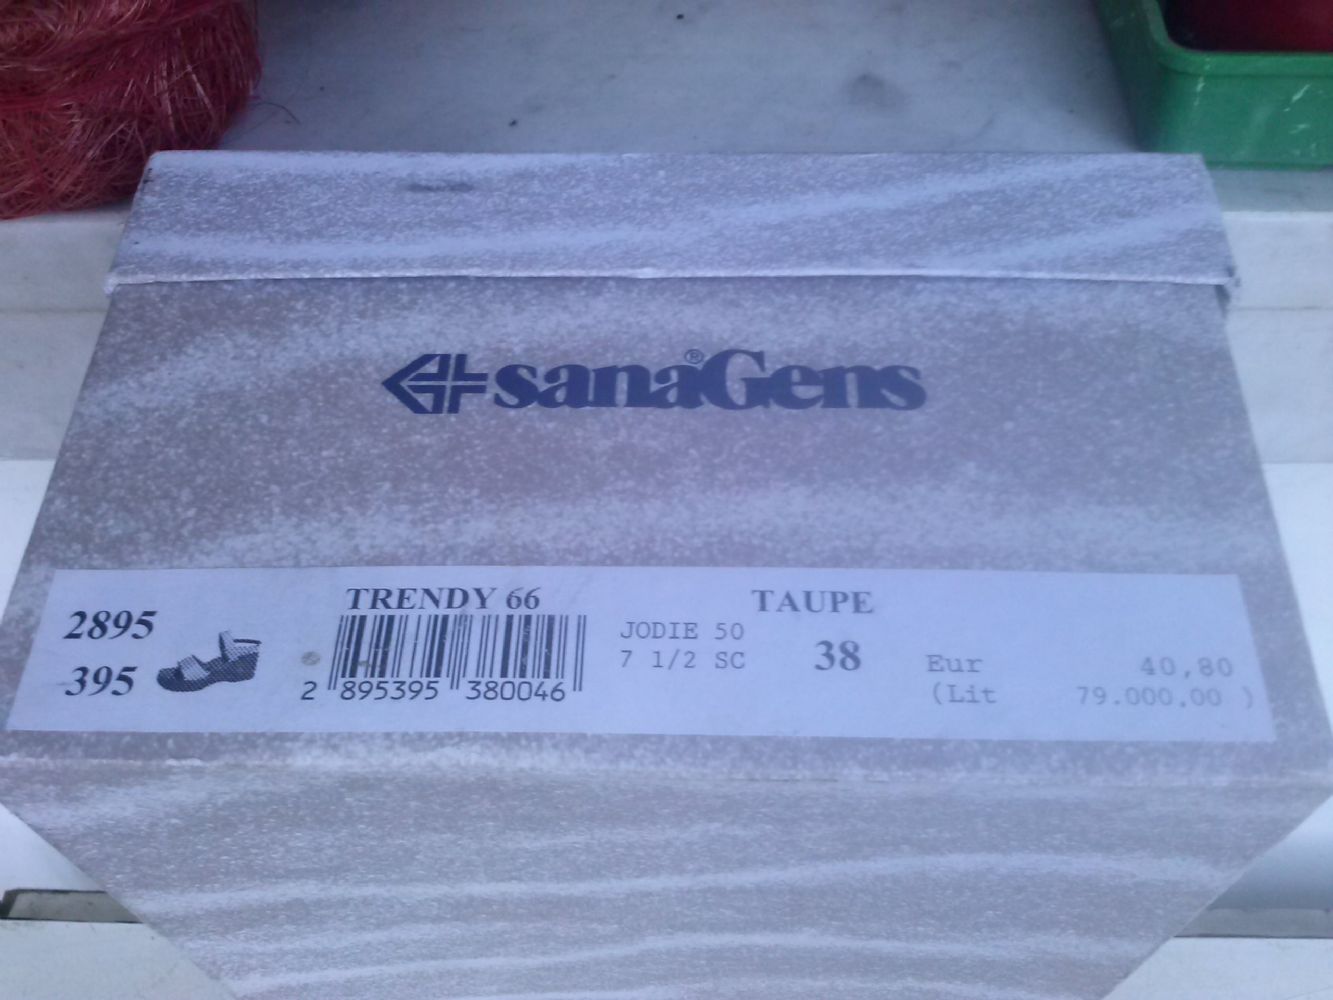 sanaGens®
TRENDY 66
TAUPE
2895
395
2 895395 380046
JODIE 50
7 1/2 SC
38
Eur 40,80
(Lit 79.000,00 )